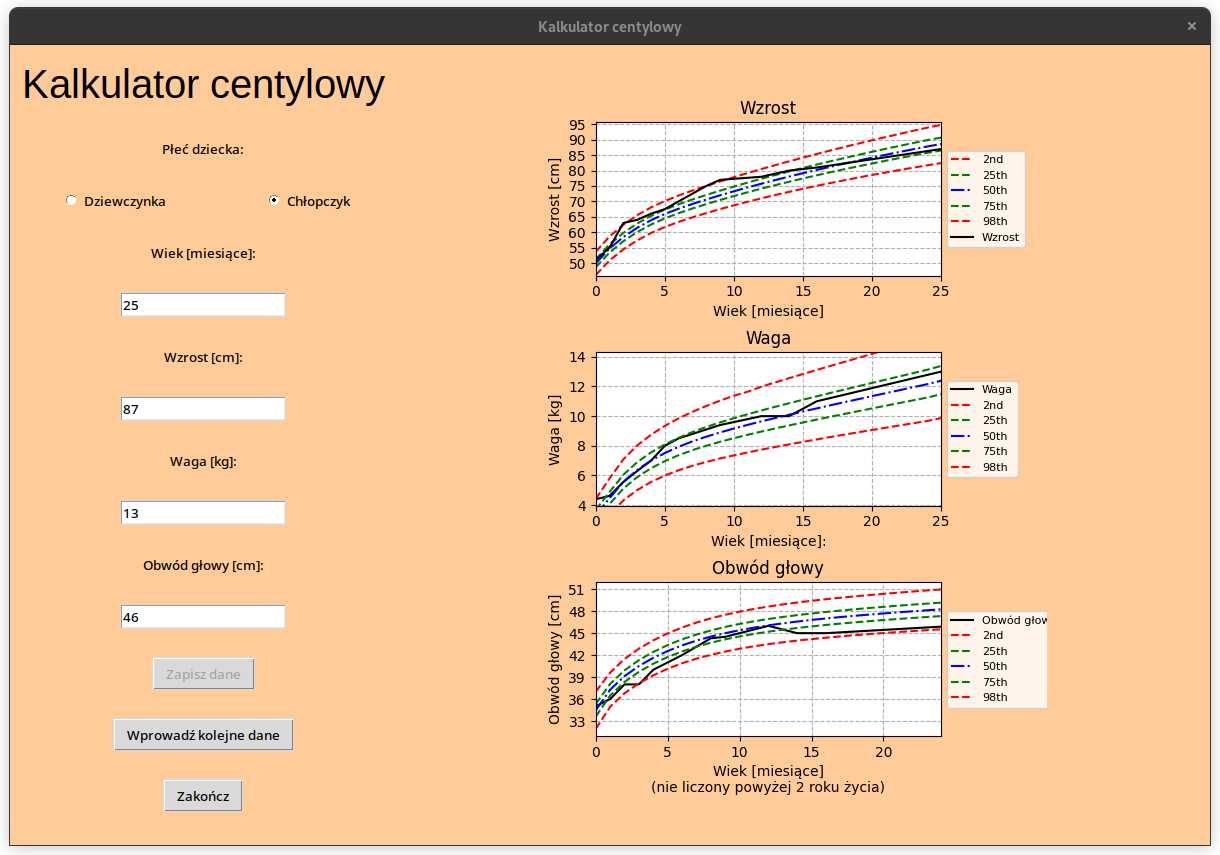 Kalkulator centylowy
×
Kalkulator centylowy
Płeć dziecka:
Dziewczynka
Chłopczyk
Wiek [miesiące]:
25
Wzrost [cm]:
87
Waga [kg]:
13
Obwód głowy [cm]:
46
Zapisz dane
Wprowadź kolejne dane
Zakończ
Wzrost
Wzrost [cm]
95
90
85
80
75
70
65
60
55
50
0 5 10 15 20 25
Wiek [miesiące]
2nd
25th
50th
75th
98th
Wzrost
Waga
Waga [kg]
14
12
10
8
6
4
0 5 10 15 20 25
Wiek [miesiące]:
Waga
2nd
25th
50th
75th
98th
Obwód głowy
Obwód głowy [cm]
51
48
45
42
39
36
33
0 5 10 15 20
Wiek [miesiące]
(nie liczony powyżej 2 roku życia)
Obwód głow
2nd
25th
50th
75th
98th